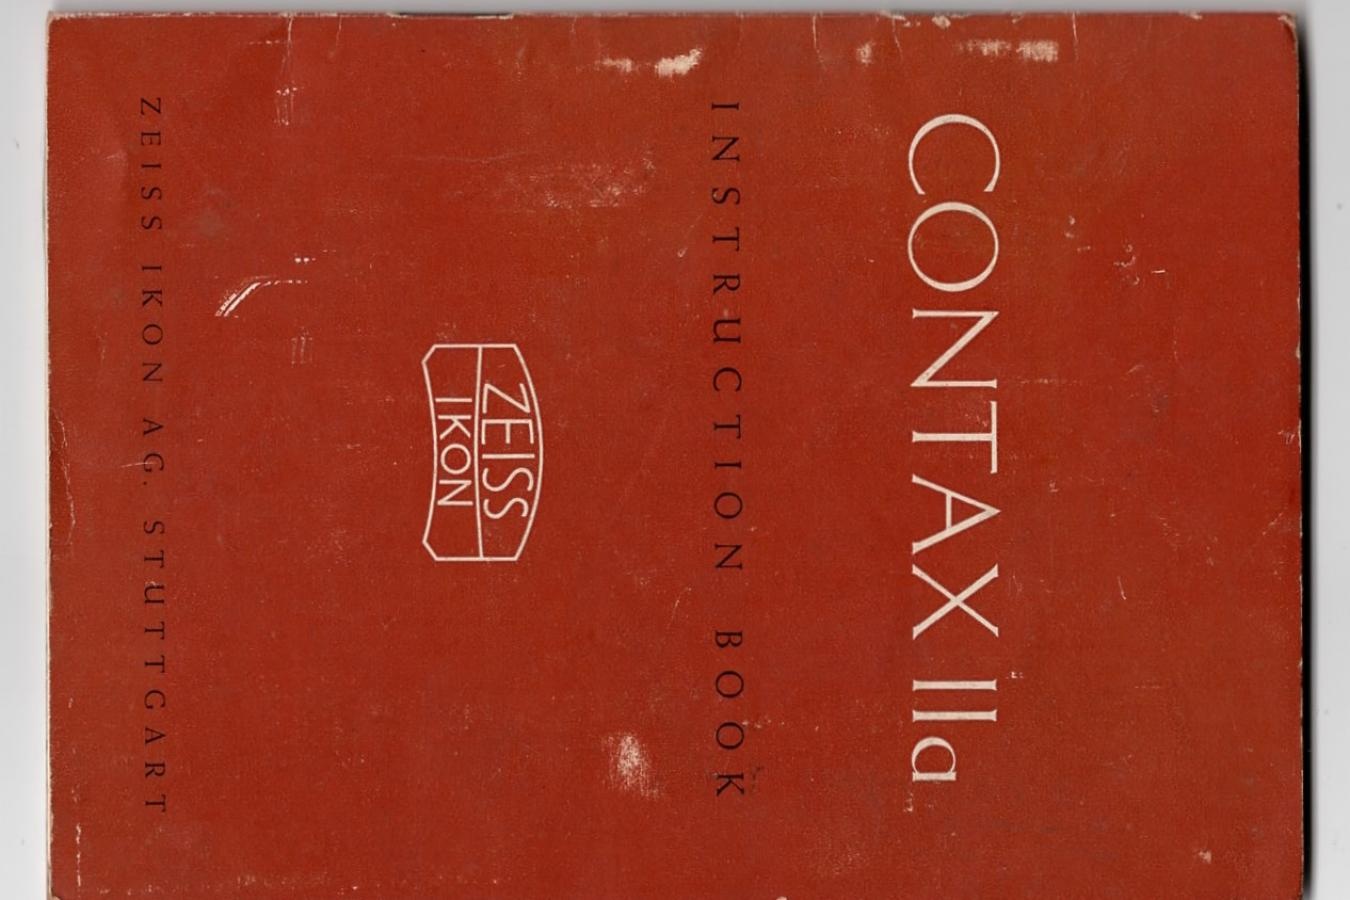 CONTAX IIa
INSTRUCTION BOOK
ZEISS
IKON
ZEISS IKON AG. STUTTGART